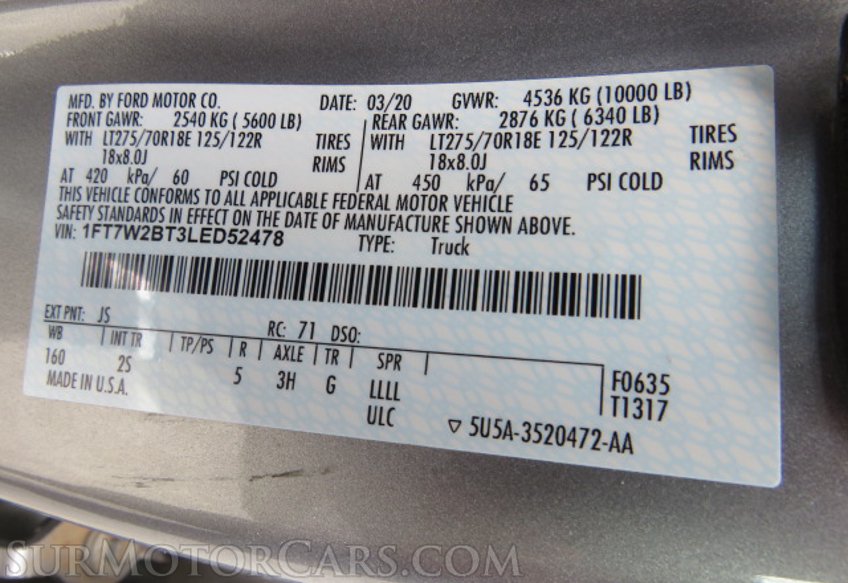 MFD. BY FORD MOTOR CO. DATE: 03/20 GVWR: 4536 KG (10000 LB)
FRONT GAWR: 2540 KG ( 5600 LB) REAR GAWR: 2876 KG ( 6340 LB)
WITH LT275/70R18E 125/122R TIRES WITH LT275/70R18E 125/122R TIRES
18x8.0J RIMS 18x8.0J RIMS
AT 420 kPa/ 60 PSI COLD AT 450 kPa/ 65 PSI COLD
THIS VEHICLE CONFORMS TO ALL APPLICABLE FEDERAL MOTOR VEHICLE
SAFETY STANDARDS IN EFFECT ON THE DATE OF MANUFACTURE SHOWN ABOVE.
VIN: 1FT7W2BT3LED52478 TYPE: Truck
EXT PNT: JS RC: 71 DSO:
WB INT TR TP/PS R AXLE TR SPR
160 2S 5 3H G LLLL F0635
MADE IN U.S.A. ULC T1317
▽ 5U5A-3520472-AA
SurMotorCars.com